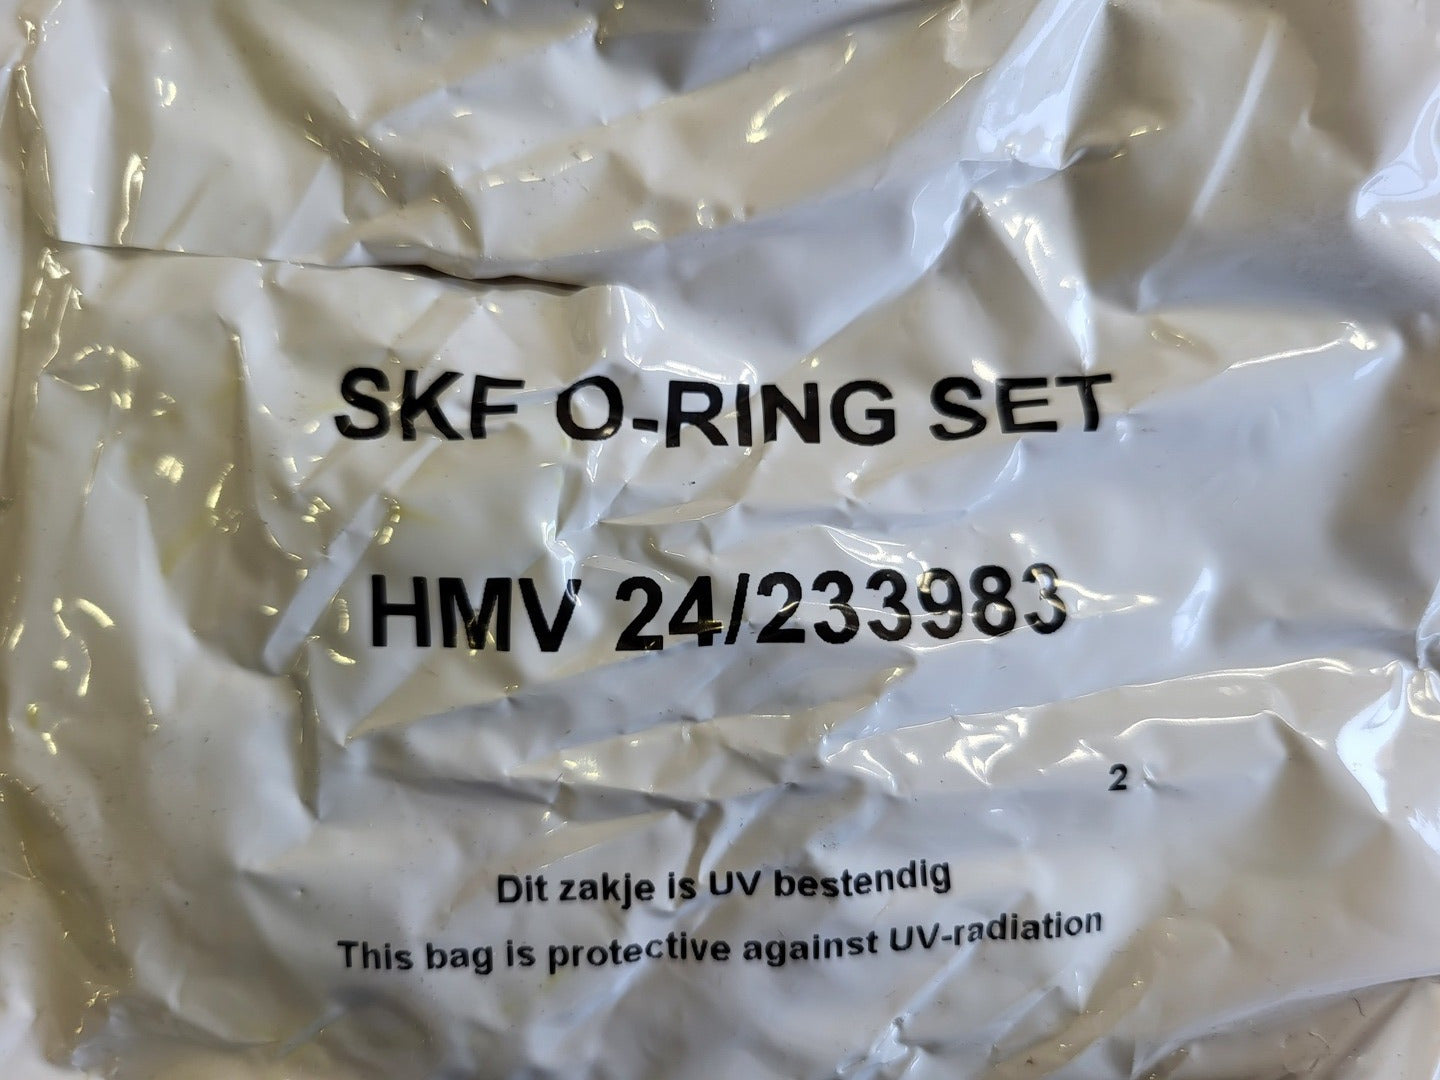 SKF O-RING SET
HMV 24/233983
2
Dit zakje is UV bestendig
This bag is protective against UV-radiation